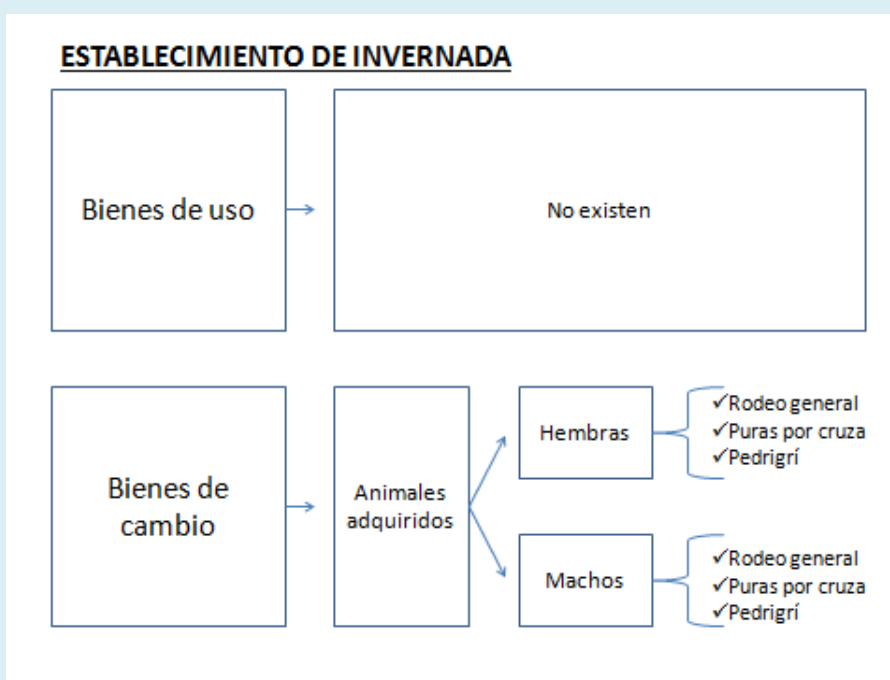 ESTABLECIMIENTO DE INVERNADA
Bienes de uso
No existen
Bienes de
cambio
Animales
adquiridos
Hembras
✓Rodeo general
✓Puras por cruza
✓Pedrigrí
Machos
✓Rodeo general
✓Puras por cruza
✓Pedrigrí